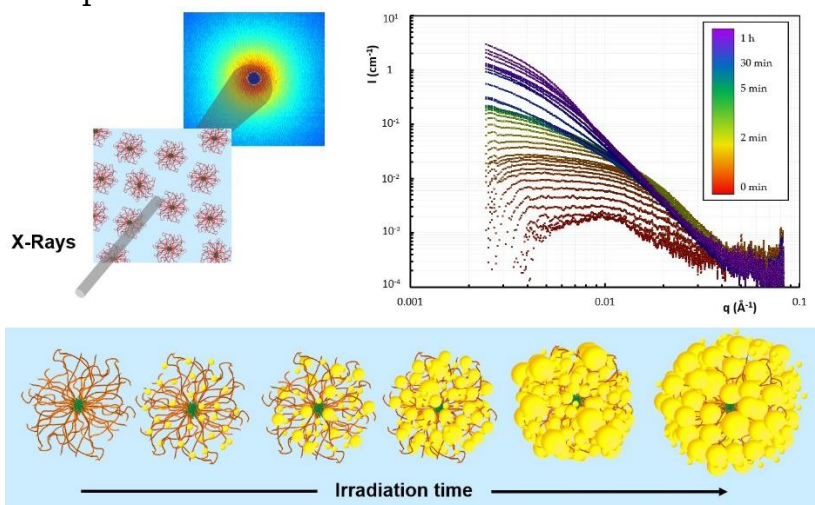 X-Rays
I (cm⁻¹)
10¹
1
10⁻¹
10⁻²
10⁻³
10⁻⁴
0.001
0.01
0.1
q (Å⁻¹)
1 h
30 min
5 min
2 min
0 min
Irradiation time